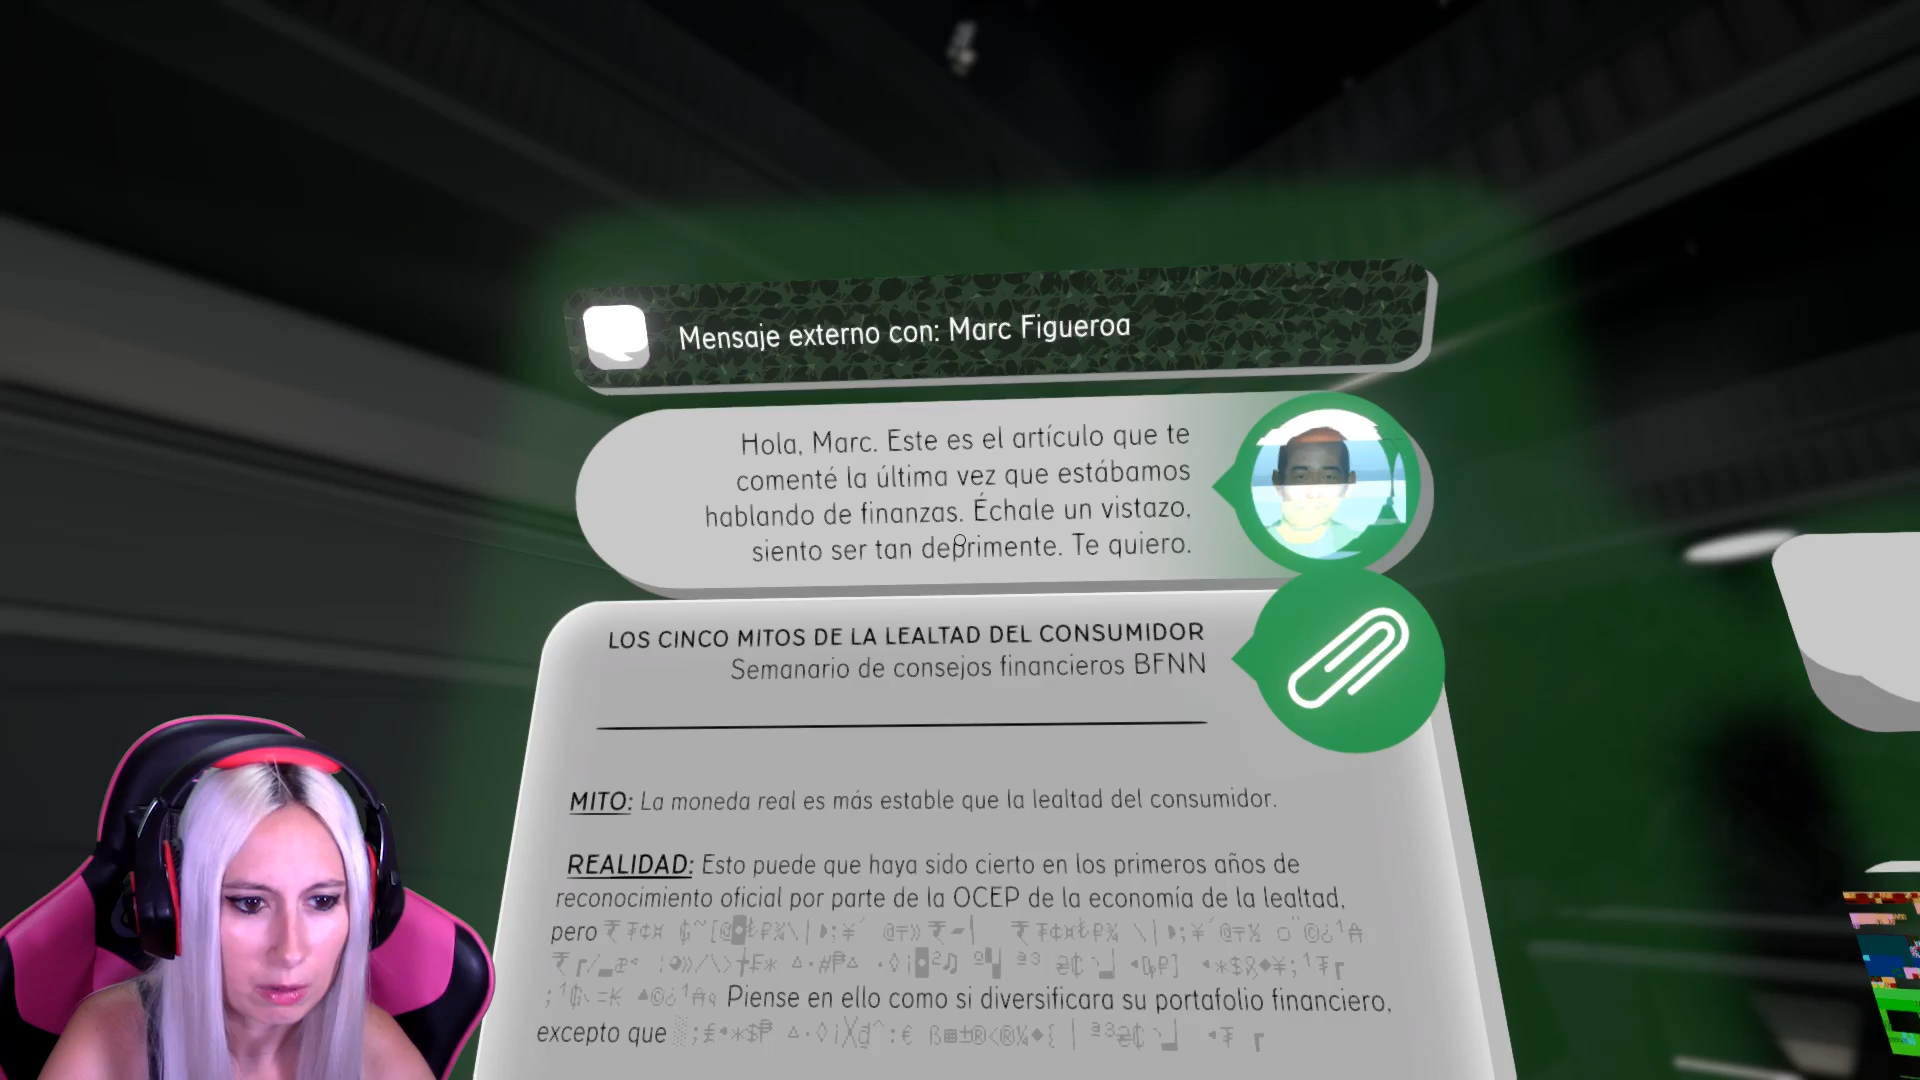 Mensaje externo con: Marc Figueroa
Hola, Marc. Este es el artículo que te
comenté la última vez que estábamos
hablando de finanzas. Échale un vistazo,
siento ser tan deprimente. Te quiero.
LOS CINCO MITOS DE LA LEALTAD DEL CONSUMIDOR
Semanario de consejos financieros BFNN
MITO: La moneda real es más estable que la lealtad del consumidor.
REALIDAD: Esto puede que haya sido cierto en los primeros años de
reconocimiento oficial por parte de la OCEP de la economía de la lealtad,
pero
Piense en ello como si diversificara su portafolio financiero,
excepto que